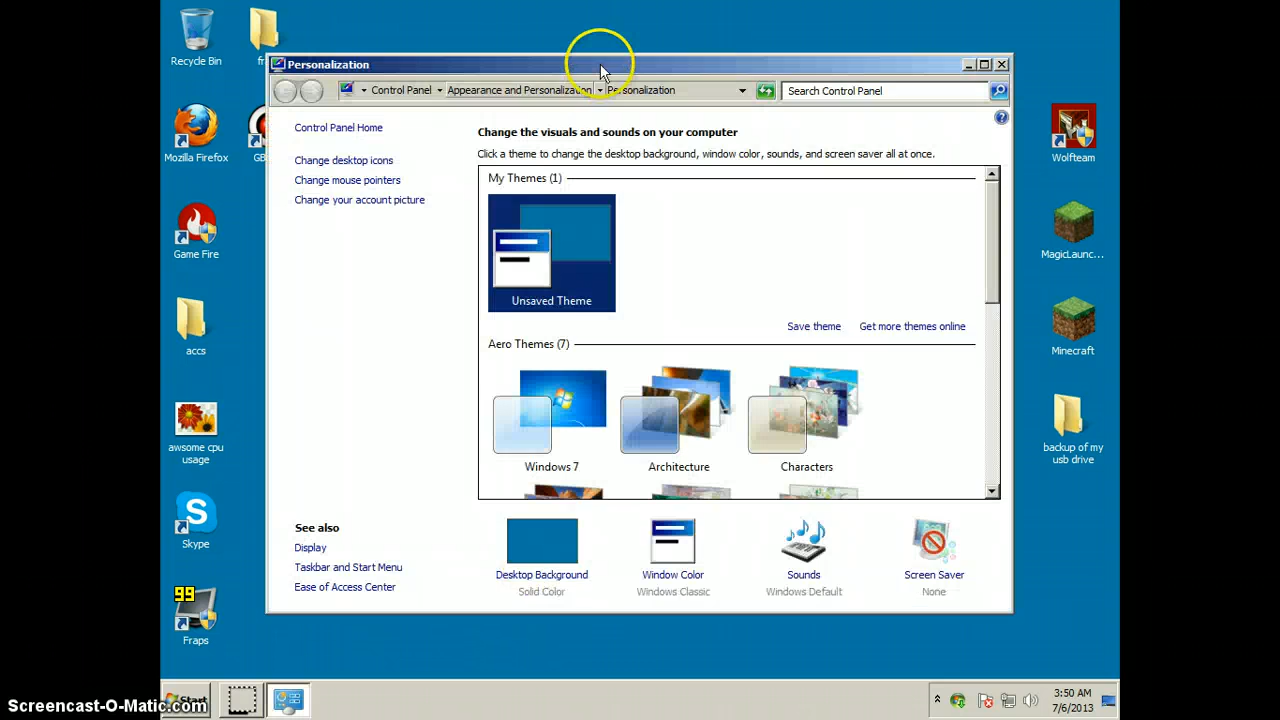 Recycle Bin
Personalization
Control Panel
Appearance and Personalization
Personalization
Search Control Panel
Mozilla Firefox
Control Panel Home
Change the visuals and sounds on your computer
Click a theme to change the desktop background, window color, sounds, and screen saver all at once.
Change desktop icons
Change mouse pointers
Change your account picture
My Themes (1)
Unsaved Theme
Save theme
Get more themes online
Aero Themes (7)
Windows 7
Architecture
Characters
Wolfteam
Game Fire
MagicLaunc...
accs
Minecraft
awsome cpu
usage
backup of my
usb drive
Skype
99
Fraps
See also
Display
Taskbar and Start Menu
Ease of Access Center
Desktop Background
Solid Color
Window Color
Windows Classic
Sounds
Windows Default
Screen Saver
None
Start
3:50 AM
7/6/2013
Screencast-O-Matic.com